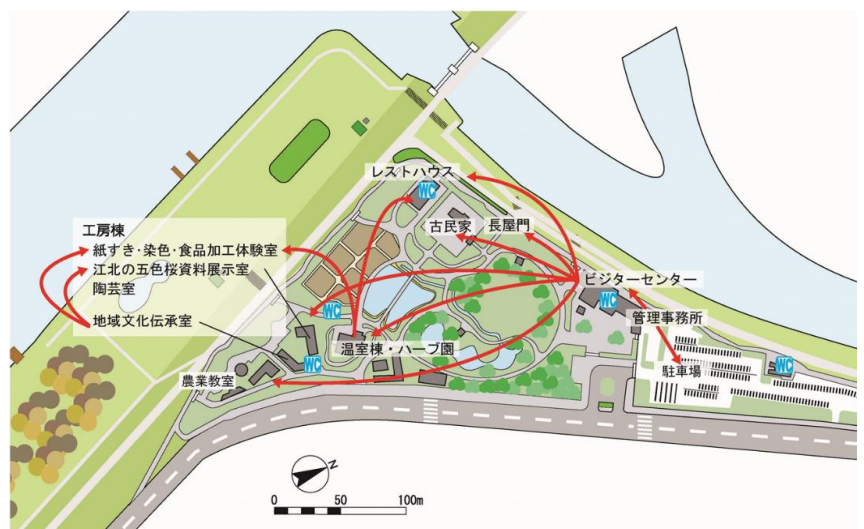 レストハウス
WC
古民家
長屋門
工房棟
紙すき・染色・食品加工体験室
江北の五色桜資料展示室
陶芸室
地域文化伝承室
ビジターセンター
WC
管理事務所
WC
温室棟・ハーブ園
WC
駐車場
WC
農業教室
N
0 50 100m